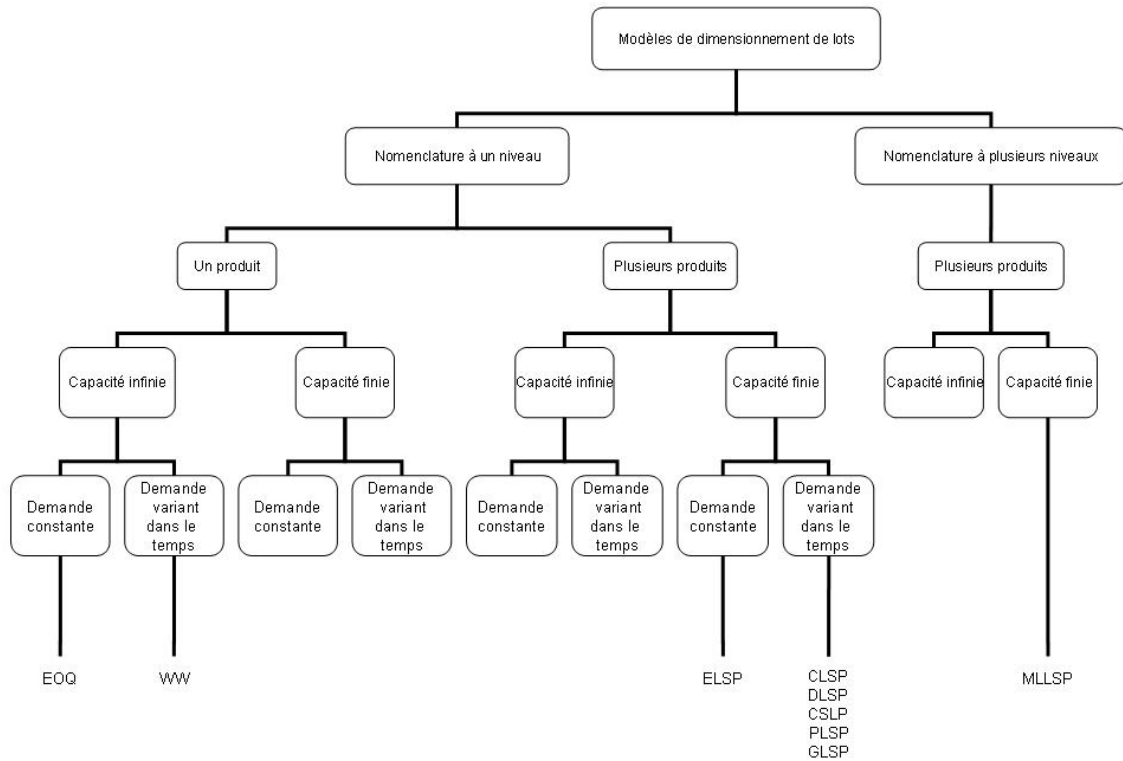 Modèles de dimensionnement de lots
Nomenclature à un niveau
Nomenclature à plusieurs niveaux
Un produit
Plusieurs produits
Plusieurs produits
Capacité infinie
Capacité finie
Capacité infinie
Capacité finie
Capacité infinie
Capacité finie
Demande
constante
Demande
variant
dans le
temps
Demande
constante
Demande
variant
dans le
temps
Demande
constante
Demande
variant
dans le
temps
Demande
constante
Demande
variant
dans le
temps
EOQ
WW
ELSP
CLSP
DLSP
CSLP
PLSP
GLSP
MLLSP